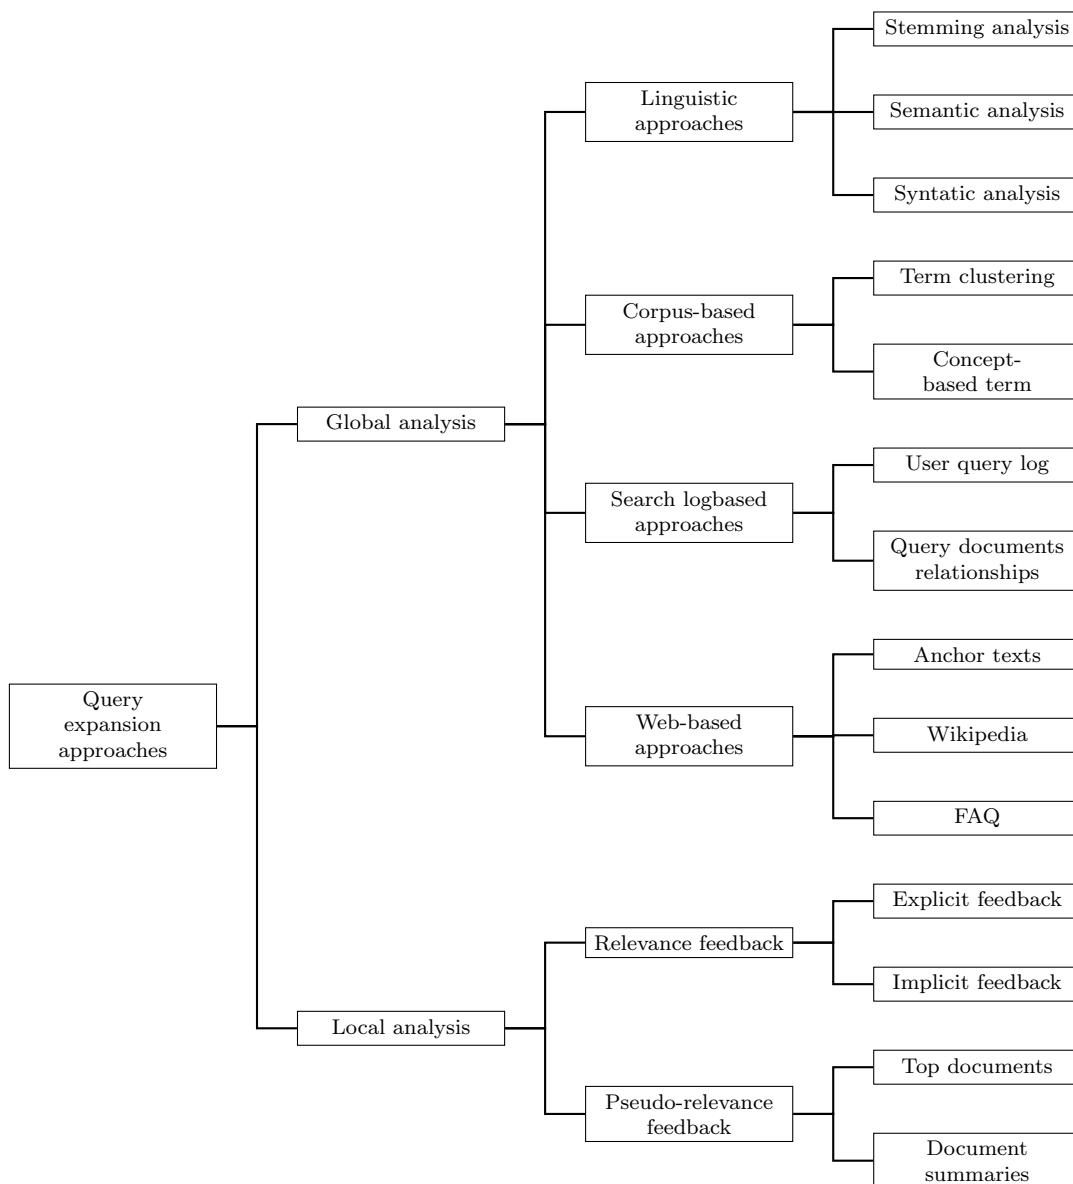 Stemming analysis
Linguistic
approaches
Semantic analysis
Syntatic analysis
Term clustering
Corpus-based
approaches
Concept-
based term
Global analysis
User query log
Search logbased
approaches
Query documents
relationships
Anchor texts
Query
expansion
approaches
Web-based
approaches
Wikipedia
FAQ
Explicit feedback
Relevance feedback
Implicit feedback
Local analysis
Top documents
Pseudo-relevance
feedback
Document
summaries